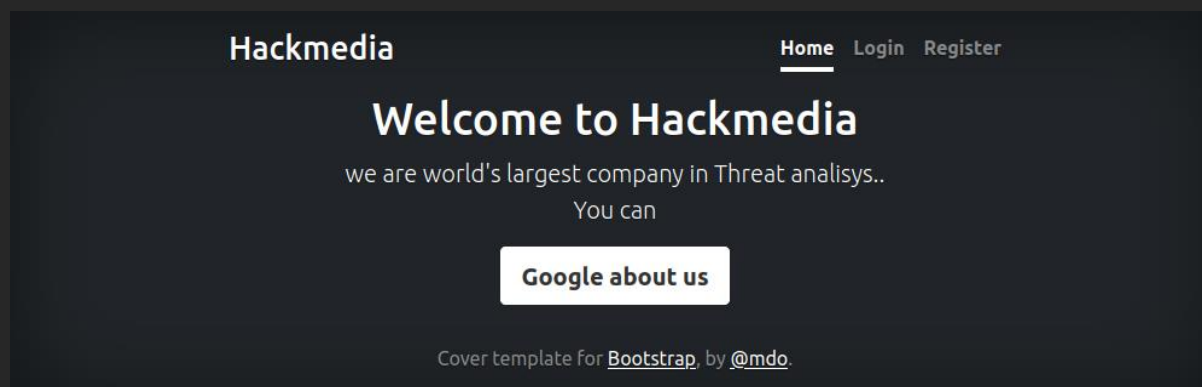 Hackmedia
Home Login Register
Welcome to Hackmedia
we are world's largest company in Threat analisys..
You can
Google about us
Cover template for Bootstrap, by @mdo.